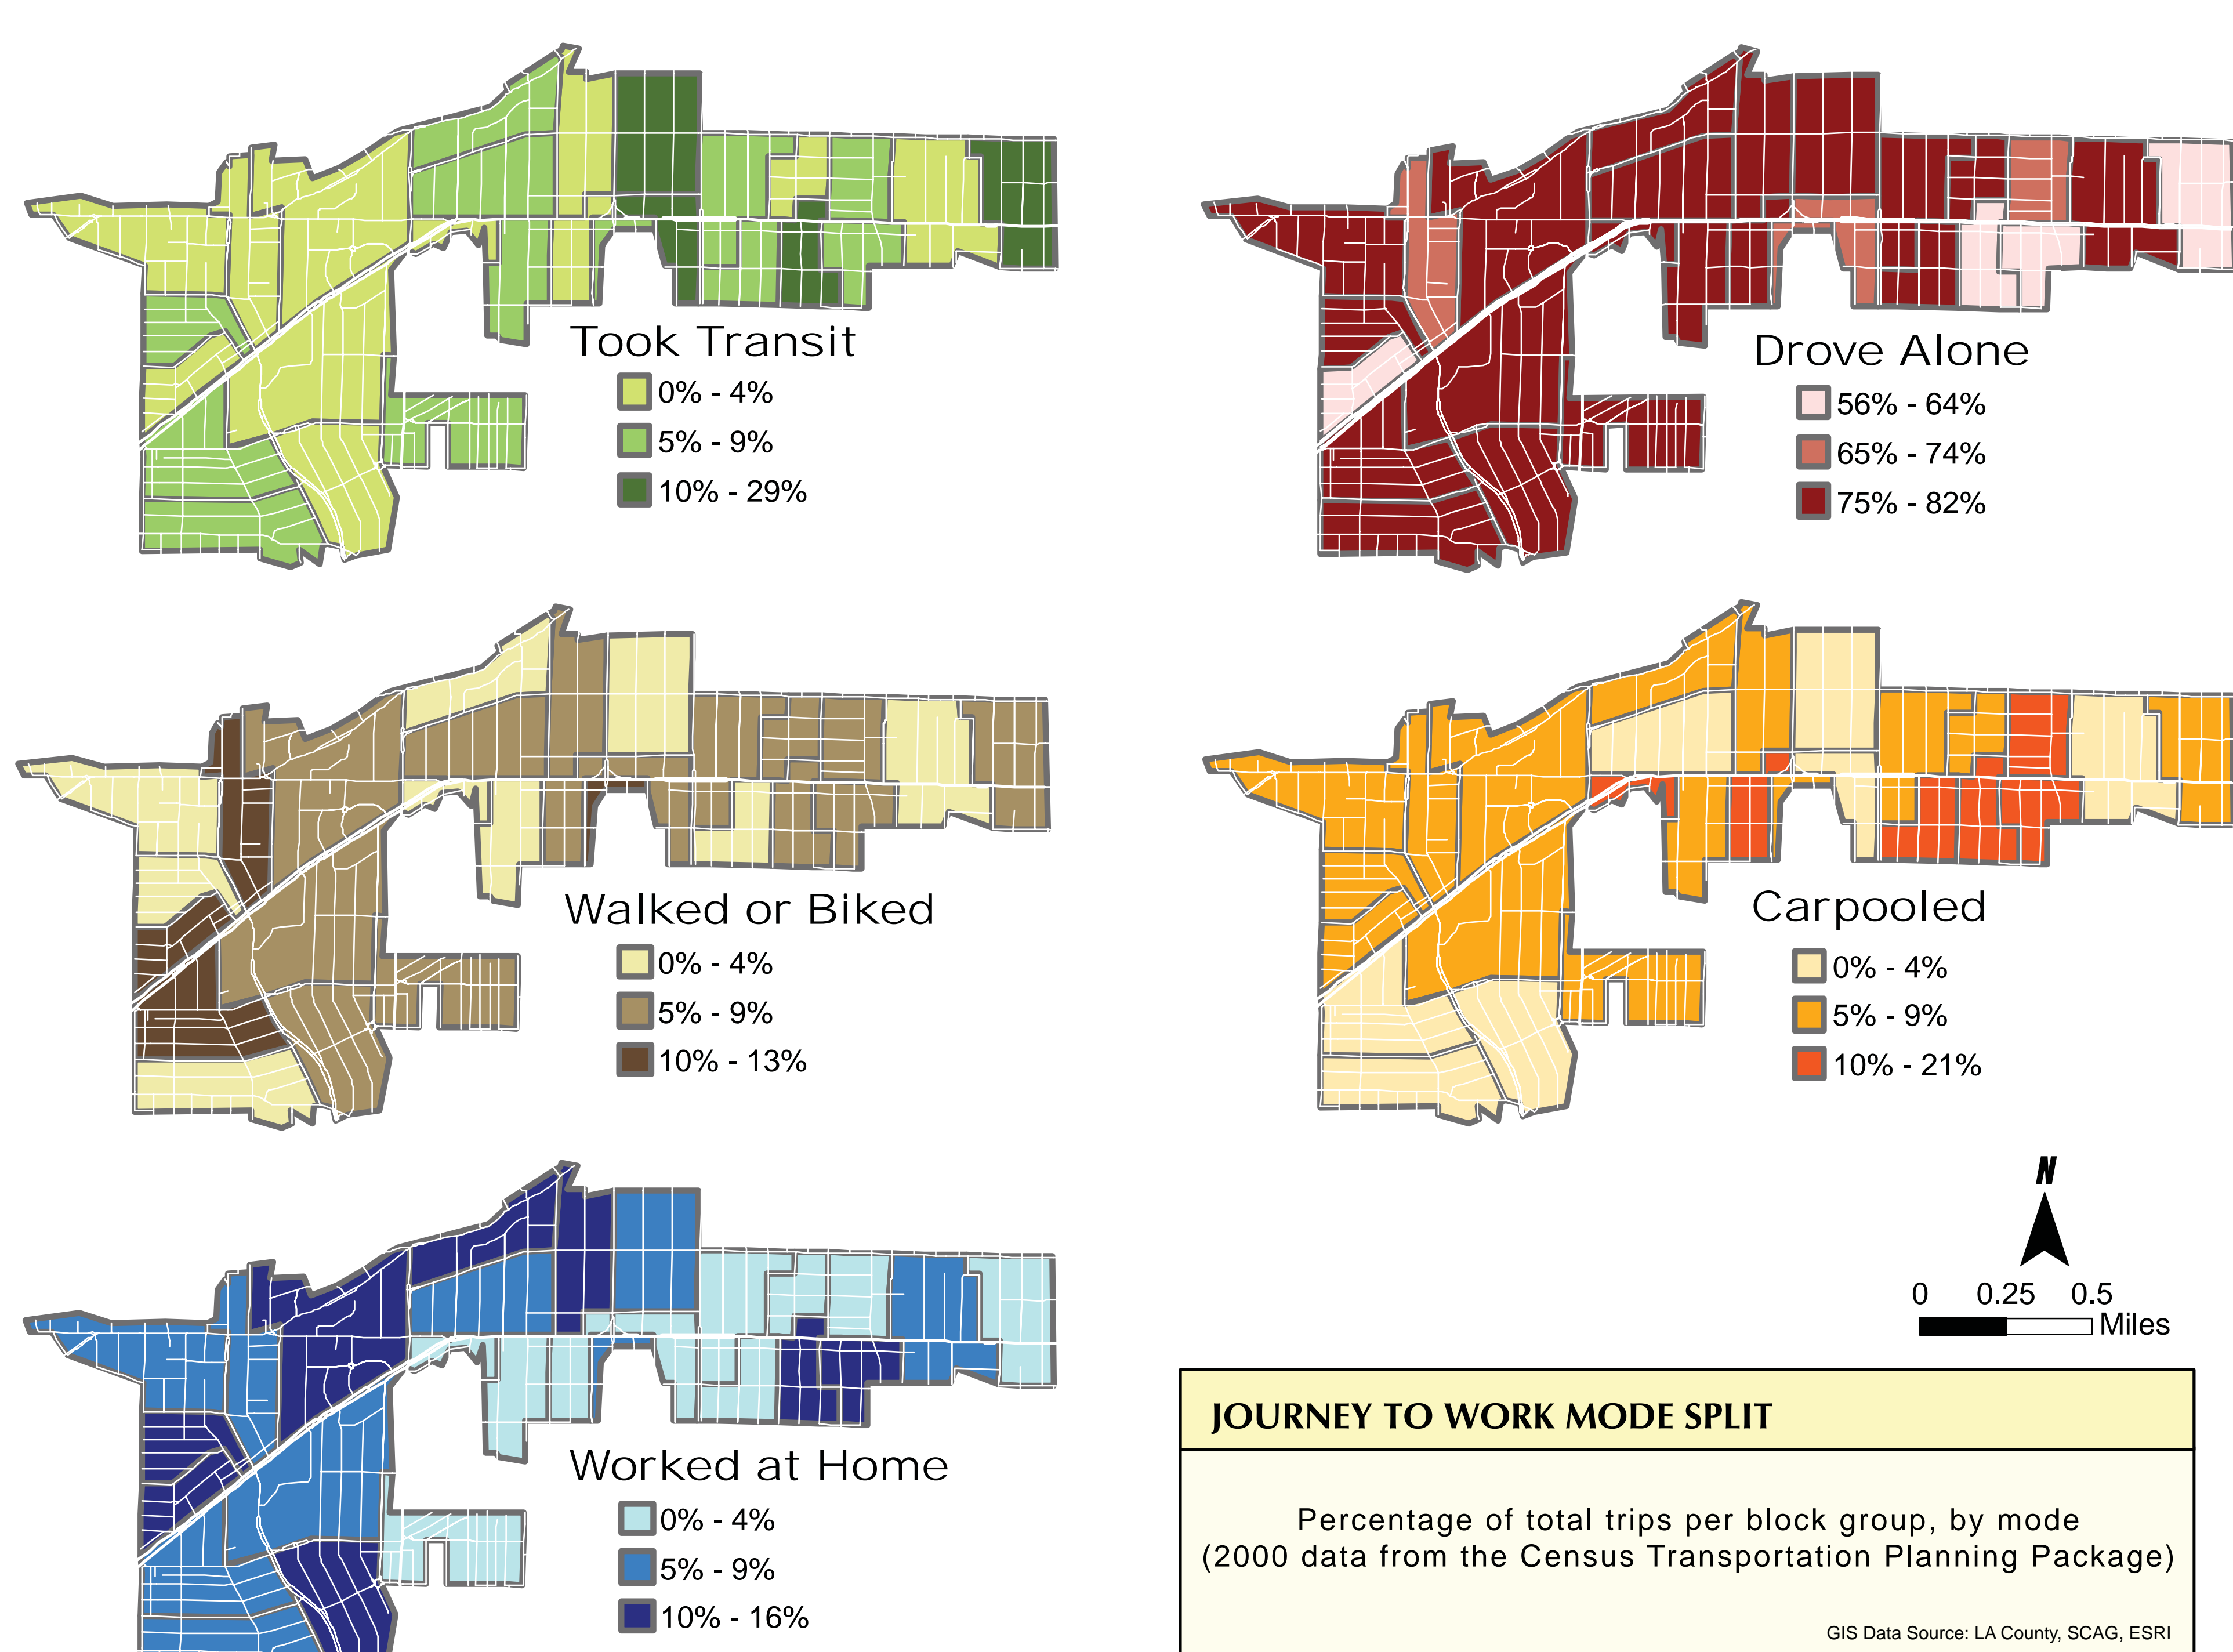 Took Transit
0% - 4%
5% - 9%
10% - 29%
Drove Alone
56% - 64%
65% - 74%
75% - 82%
Walked or Biked
0% - 4%
5% - 9%
10% - 13%
Carpooled
0% - 4%
5% - 9%
10% - 21%
Worked at Home
0% - 4%
5% - 9%
10% - 16%
N
0 0.25 0.5
Miles
JOURNEY TO WORK MODE SPLIT
Percentage of total trips per block group, by mode
(2000 data from the Census Transportation Planning Package)
GIS Data Source: LA County, SCAG, ESRI